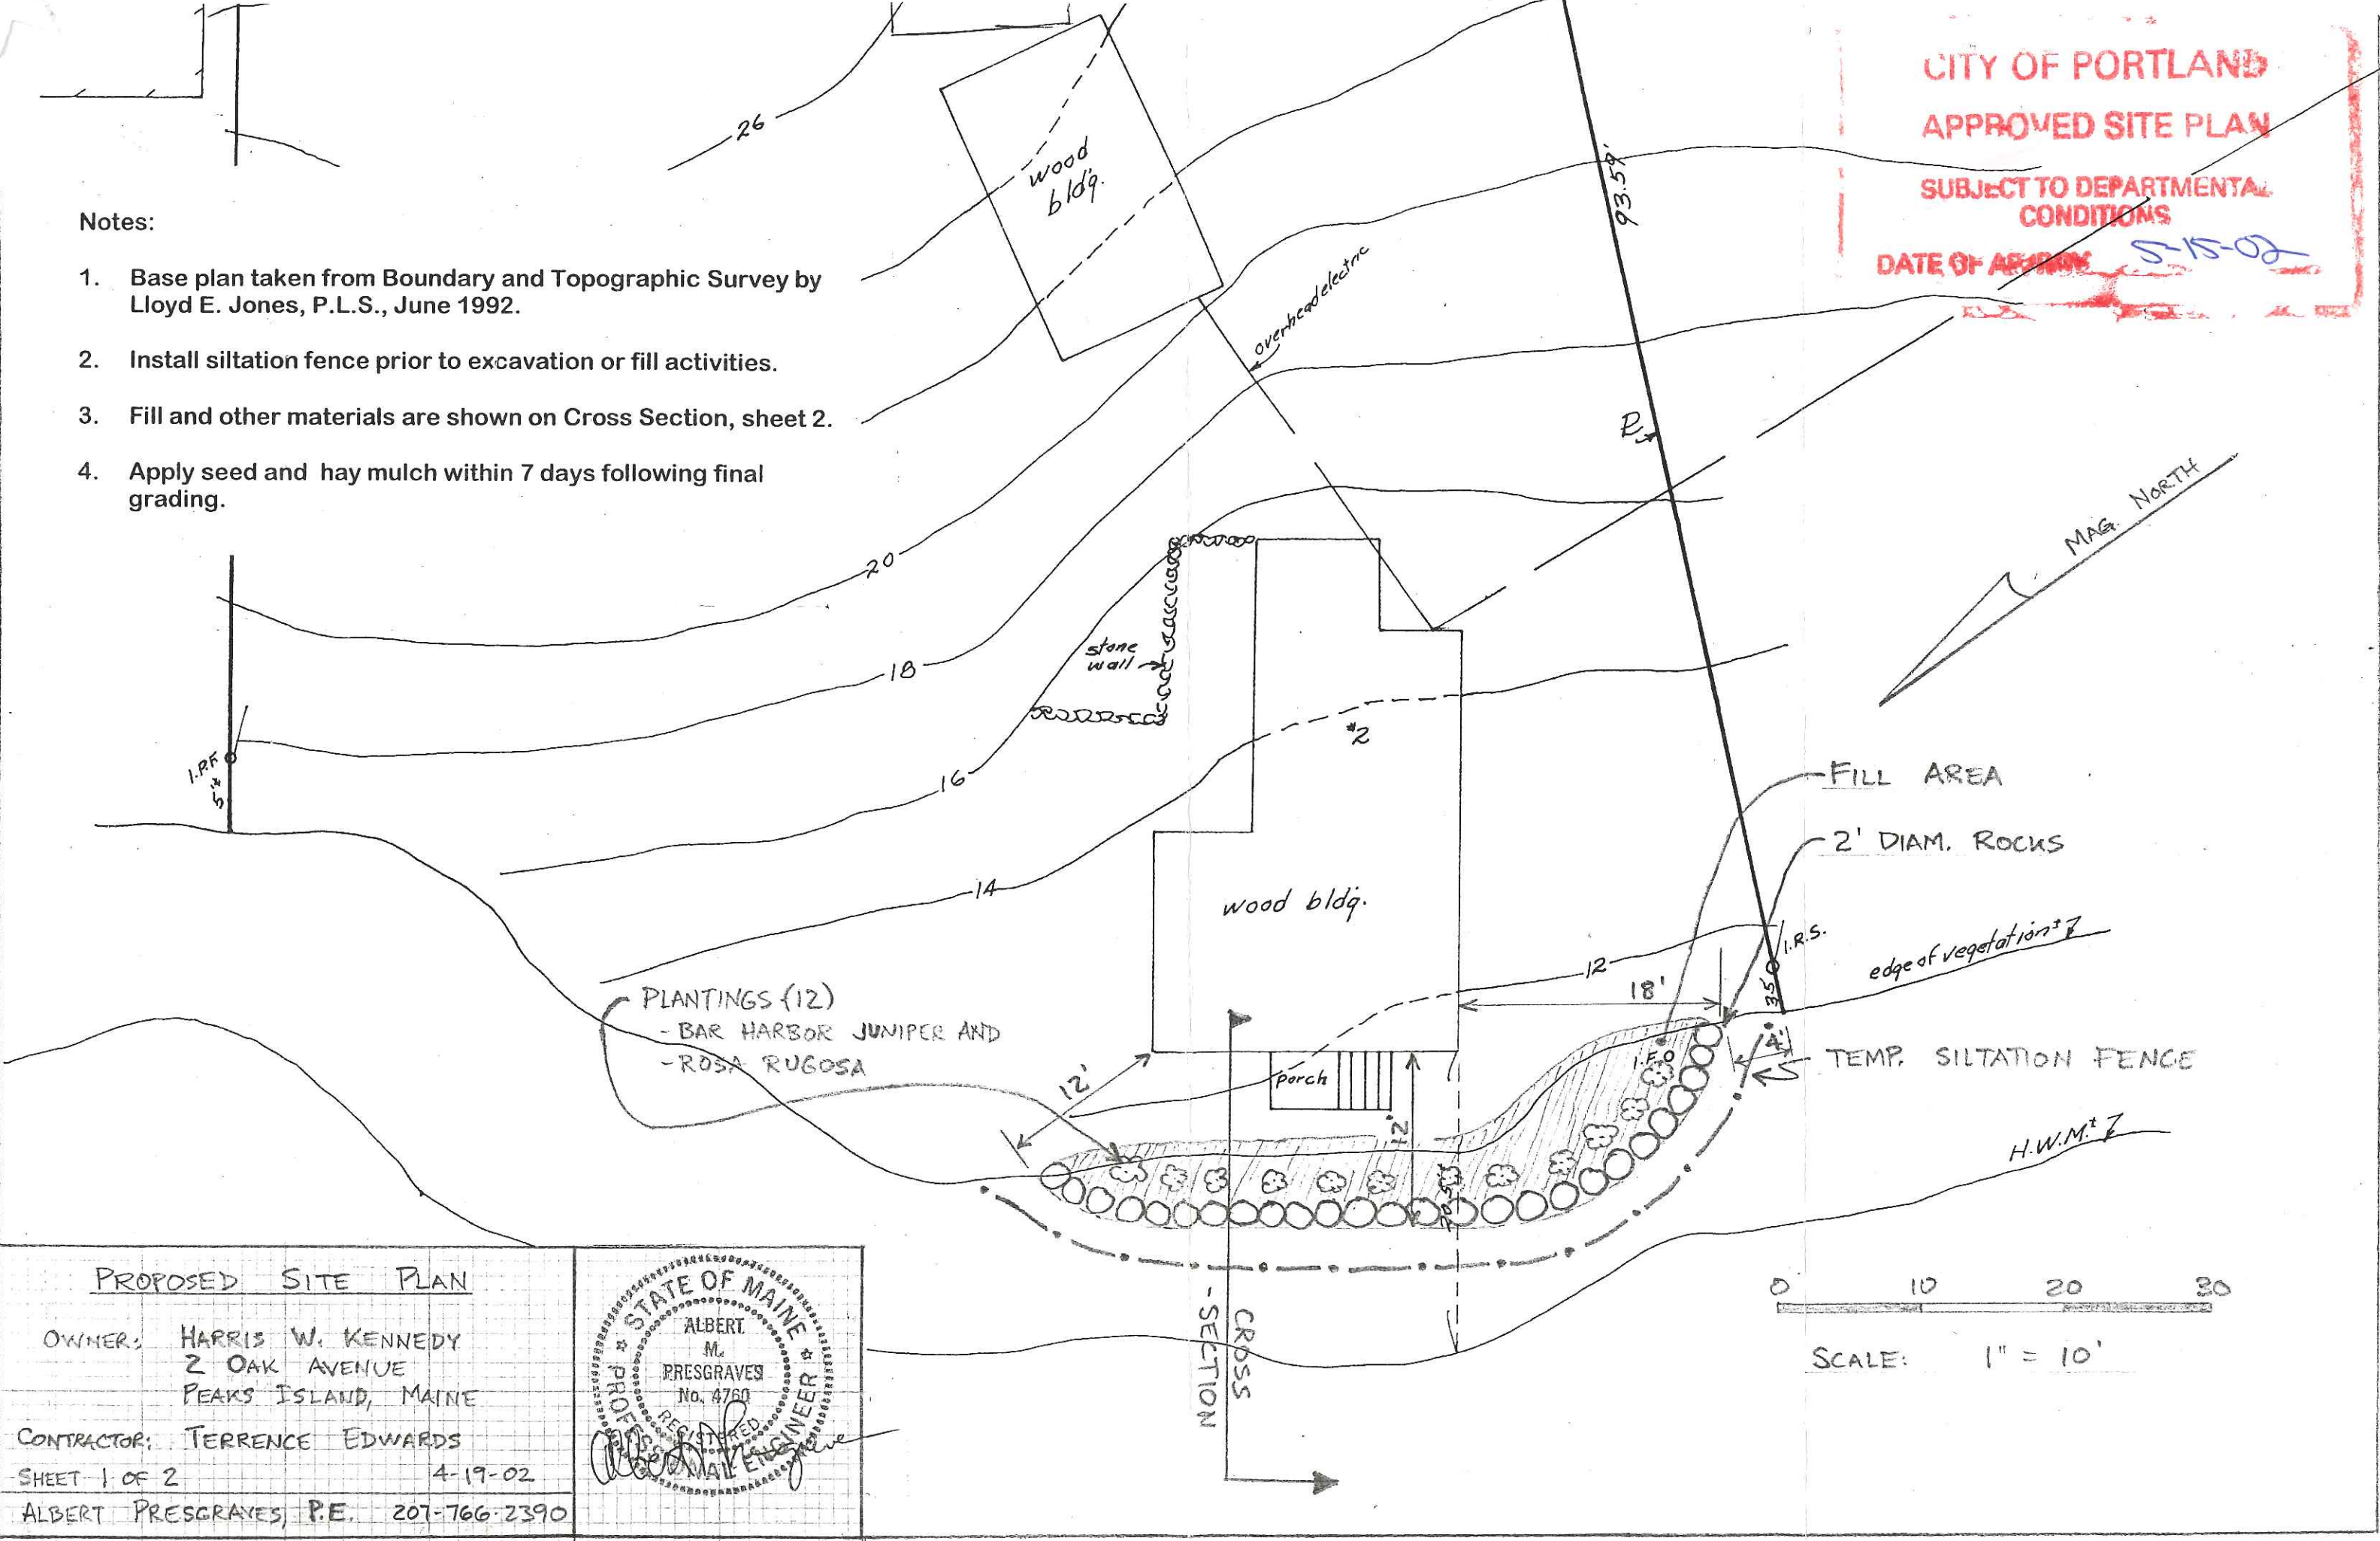 CITY OF PORTLAND
APPROVED SITE PLAN
SUBJECT TO DEPARTMENTAL
CONDITIONS
DATE OF
5-15-02
26
wood
bldg.
93.59'
overhead electric
Notes:
1. Base plan taken from Boundary and Topographic Survey by
Lloyd E. Jones, P.L.S., June 1992.
2. Install siltation fence prior to excavation or fill activities.
3. Fill and other materials are shown on Cross Section, sheet 2.
4. Apply seed and hay mulch within 7 days following final
grading.
MAG. NORTH
20
18
stone
wall
#2
I.P.F.
5'±
16
FILL AREA
2' DIAM. ROCKS
14
wood bldg.
I.R.S.
edge of vegetation±
12
18'
3.5
PLANTINGS (12)
- BAR HARBOR JUNIPER AND
- ROSA RUGOSA
4'
TEMP. SILTATION FENCE
I.F.
porch
12'
12'
H.W.M.±
20.5'±
0 10 20 30
SCALE: 1" = 10'
CROSS
-SECTION
PROPOSED SITE PLAN
OWNER: HARRIS W. KENNEDY
2 OAK AVENUE
PEAKS ISLAND, MAINE
CONTRACTOR: TERRENCE EDWARDS
SHEET 1 OF 2 4-19-02
ALBERT PRESGRAVES, P.E. 207-766-2390
STATE OF MAINE
ALBERT
M.
PRESGRAVES
No. 4760
REGISTERED
PROFESSIONAL ENGINEER